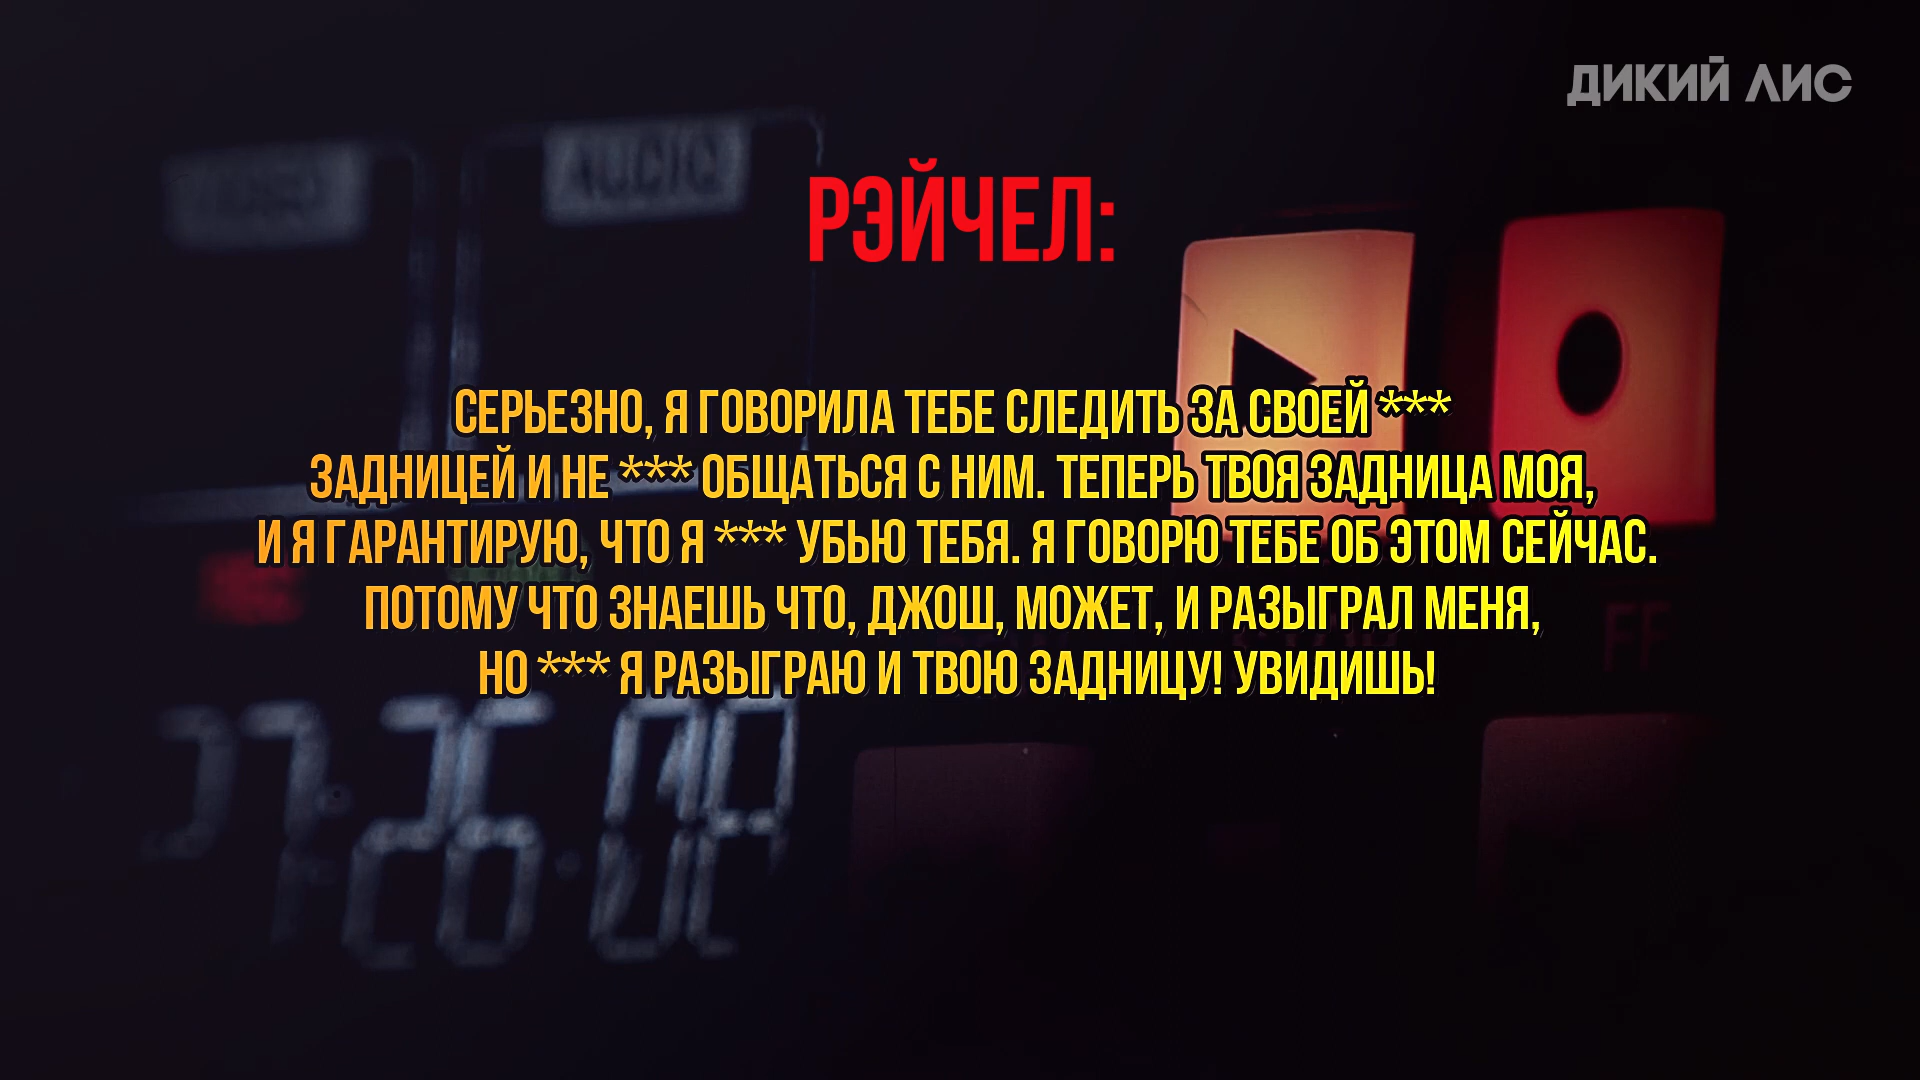 ДИКИЙ ЛИС
AUDIO
РЭЙЧЕЛ:
СЕРЬЕЗНО, Я ГОВОРИЛА ТЕБЕ СЛЕДИТЬ ЗА СВОЕЙ ***
ЗАДНИЦЕЙ И НЕ *** ОБЩАТЬСЯ С НИМ. ТЕПЕРЬ ТВОЯ ЗАДНИЦА МОЯ,
И Я ГАРАНТИРУЮ, ЧТО Я *** УБЬЮ ТЕБЯ. Я ГОВОРЮ ТЕБЕ ОБ ЭТОМ СЕЙЧАС.
ПОТОМУ ЧТО ЗНАЕШЬ ЧТО, ДЖОШ, МОЖЕТ, И РАЗЫГРАЛ МЕНЯ,
НО *** Я РАЗЫГРАЮ И ТВОЮ ЗАДНИЦУ! УВИДИШЬ!
FF